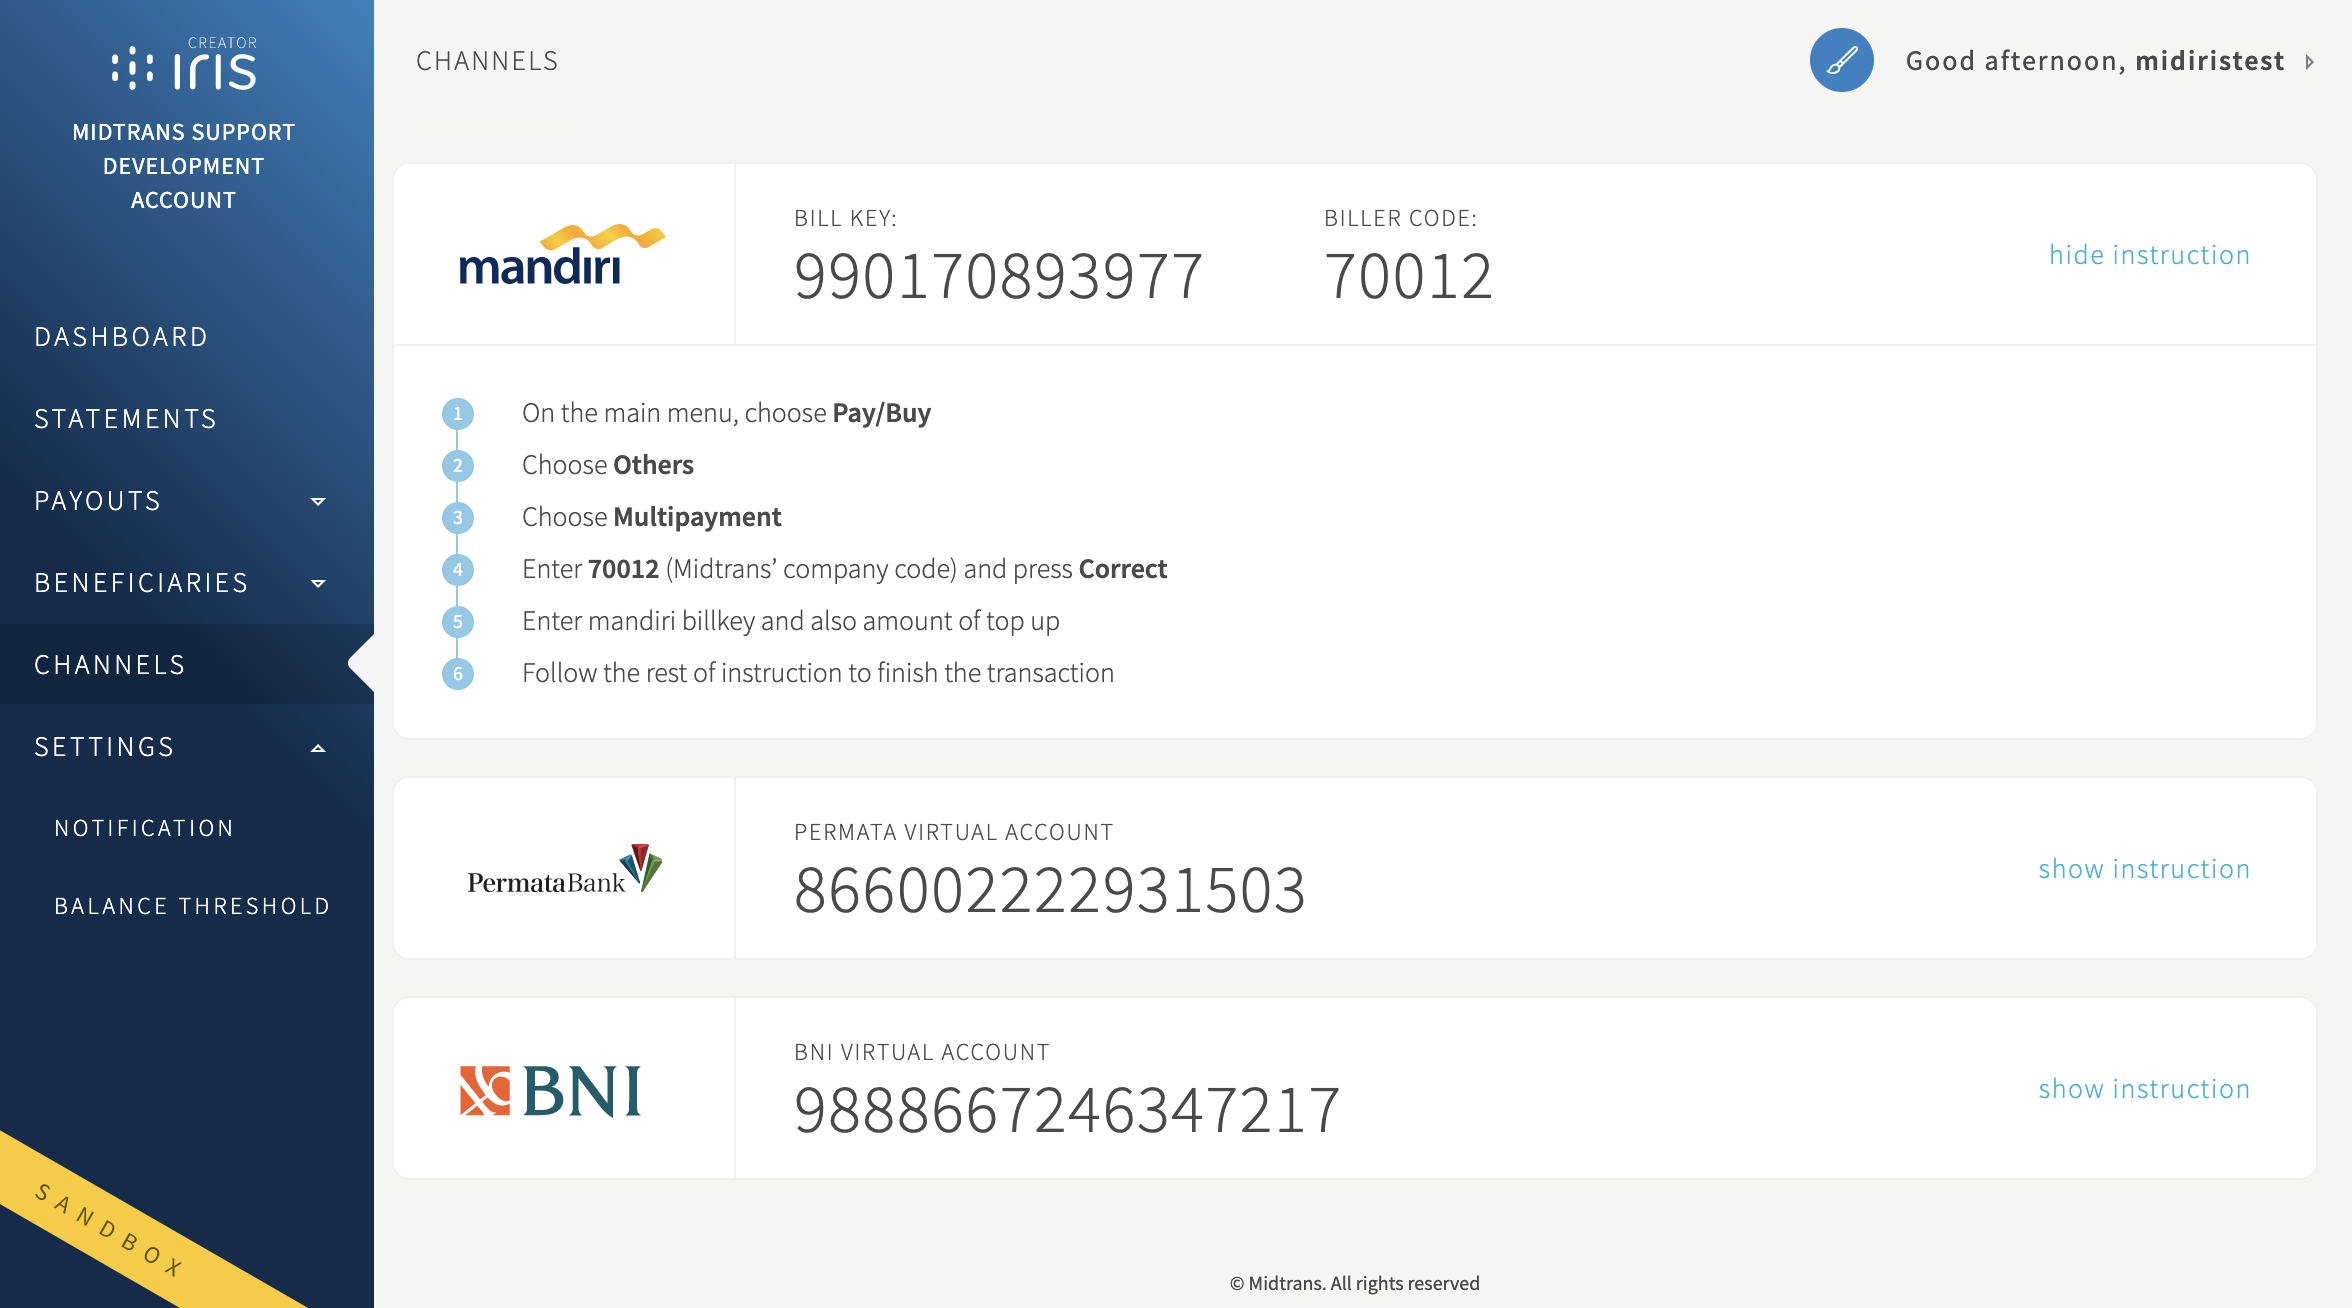 CREATOR
iris
MIDTRANS SUPPORT
DEVELOPMENT
ACCOUNT
DASHBOARD
STATEMENTS
PAYOUTS
BENEFICIARIES
CHANNELS
SETTINGS
NOTIFICATION
BALANCE THRESHOLD
SANDBOX
CHANNELS
Good afternoon, midiristest
mandiri
BILL KEY:
990170893977
BILLER CODE:
70012
hide instruction
1 On the main menu, choose Pay/Buy
2 Choose Others
3 Choose Multipayment
4 Enter 70012 (Midtrans’ company code) and press Correct
5 Enter mandiri billkey and also amount of top up
6 Follow the rest of instruction to finish the transaction
PermataBank
PERMATA VIRTUAL ACCOUNT
866002222931503
show instruction
BNI
BNI VIRTUAL ACCOUNT
9888667246347217
show instruction
© Midtrans. All rights reserved